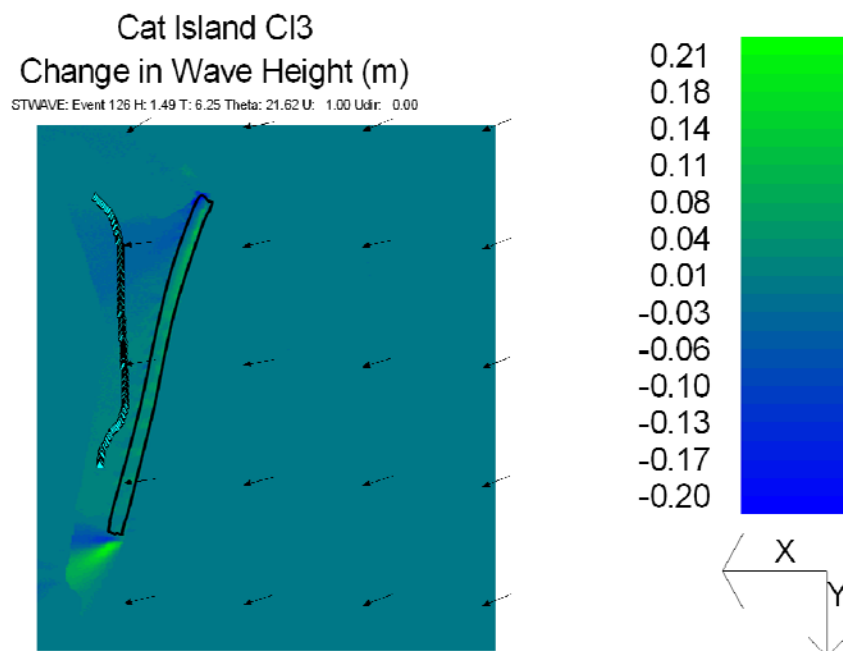 Cat Island CI3
Change in Wave Height (m)
STWAVE: Event 126 H: 1.49 T: 6.25 Theta: 21.62 U: 1.00 Udir: 0.00
0.21
0.18
0.14
0.11
0.08
0.04
0.01
-0.03
-0.06
-0.10
-0.13
-0.17
-0.20
X
Y